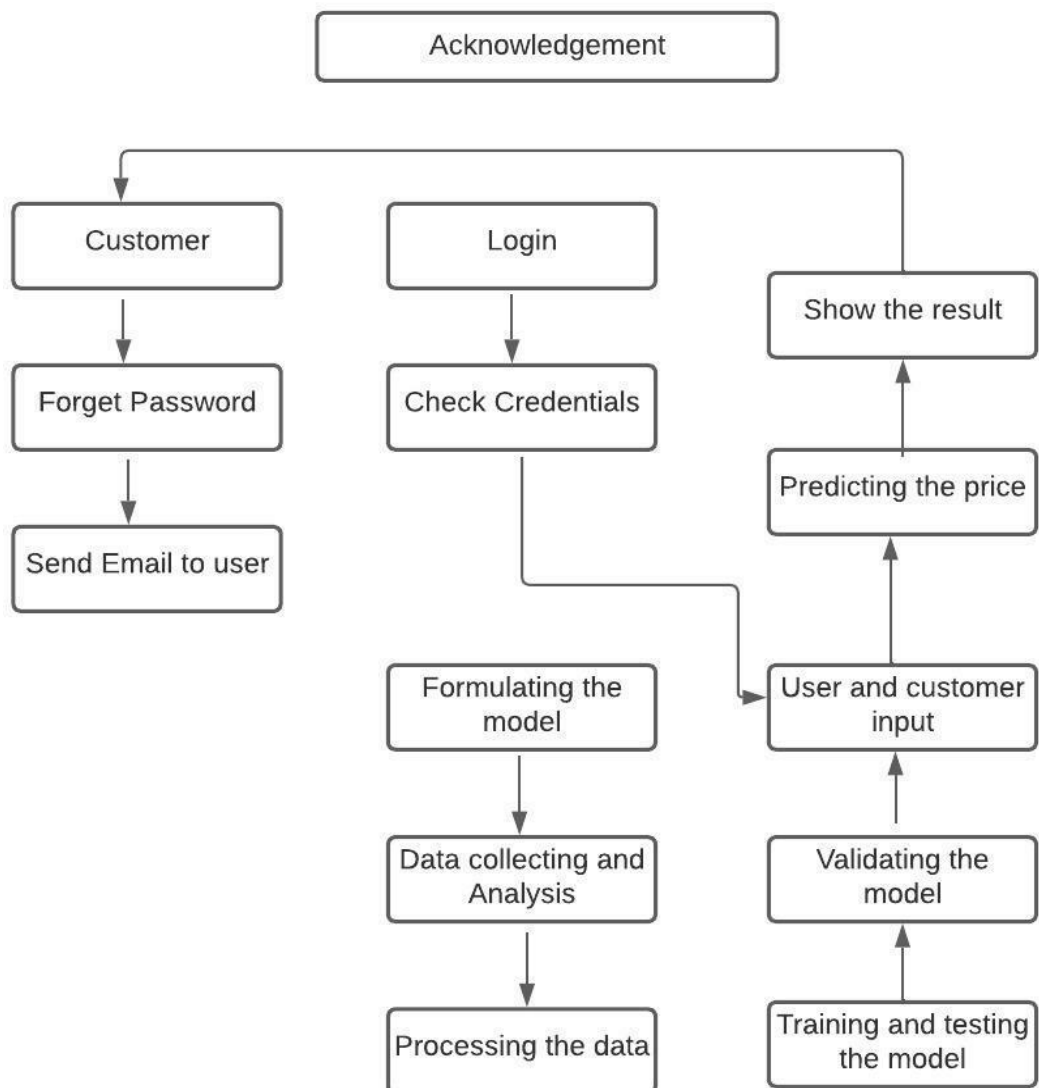 Acknowledgement
Customer
Login
Show the result
Forget Password
Check Credentials
Predicting the price
Send Email to user
Formulating the
model
User and customer
input
Data collecting and
Analysis
Validating the
model
Processing the data
Training and testing
the model